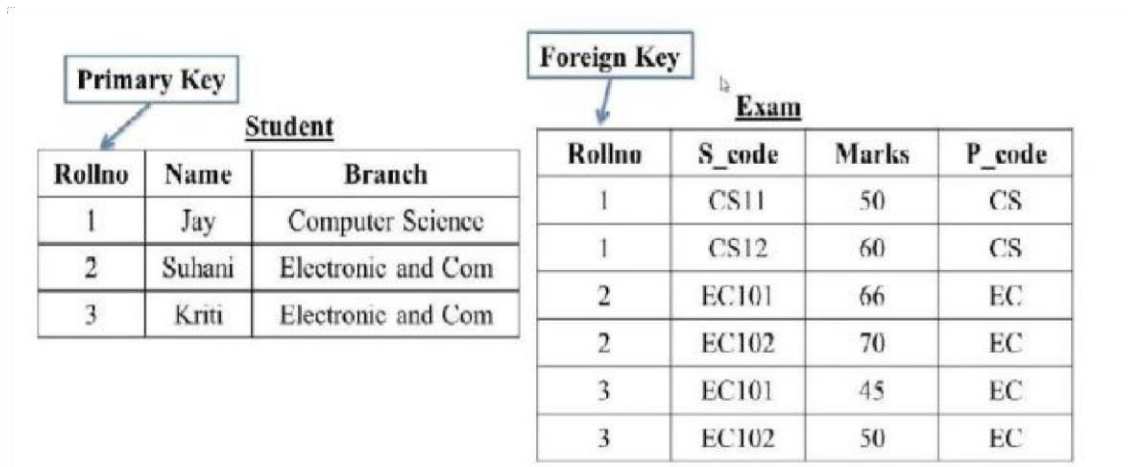 Primary Key
Student
Rollno Name Branch
1 Jay Computer Science
2 Suhani Electronic and Com
3 Kriti Electronic and Com
Foreign Key
Exam
Rollno S_code Marks P_code
1 CS11 50 CS
1 CS12 60 CS
2 EC101 66 EC
2 EC102 70 EC
3 EC101 45 EC
3 EC102 50 EC